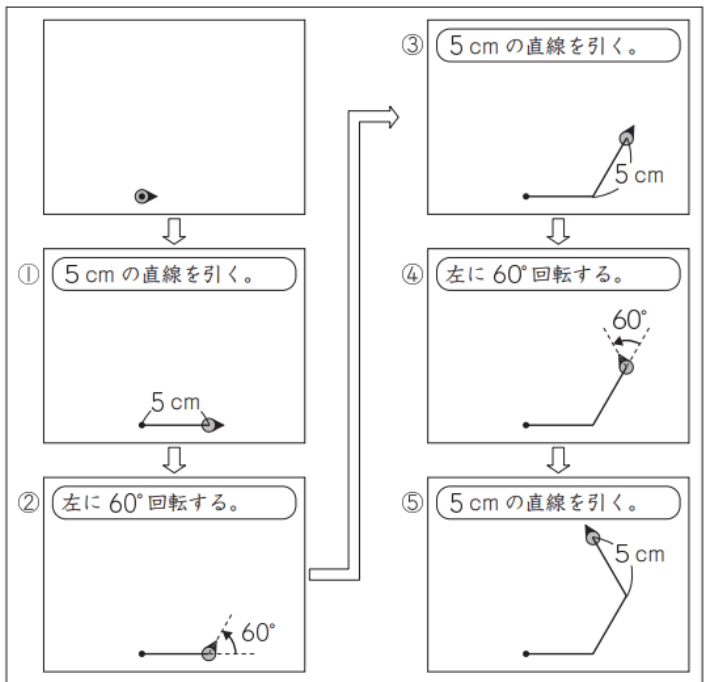 ① 5 cm の直線を引く。
5 cm
② 左に 60°回転する。
60°
③ 5 cm の直線を引く。
5 cm
④ 左に 60°回転する。
60°
⑤ 5 cm の直線を引く。
5 cm